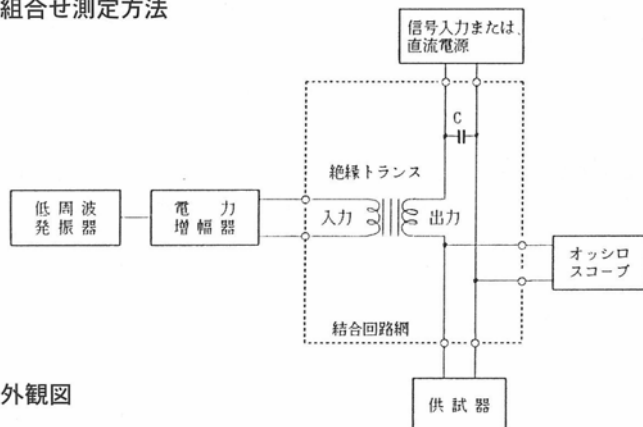 組合せ測定方法
信号入力または、
直流電源
C
絶縁トランス
低周波
発振器
電力
増幅器
入力
出力
オッシロ
スコープ
結合回路網
外観図
供試器